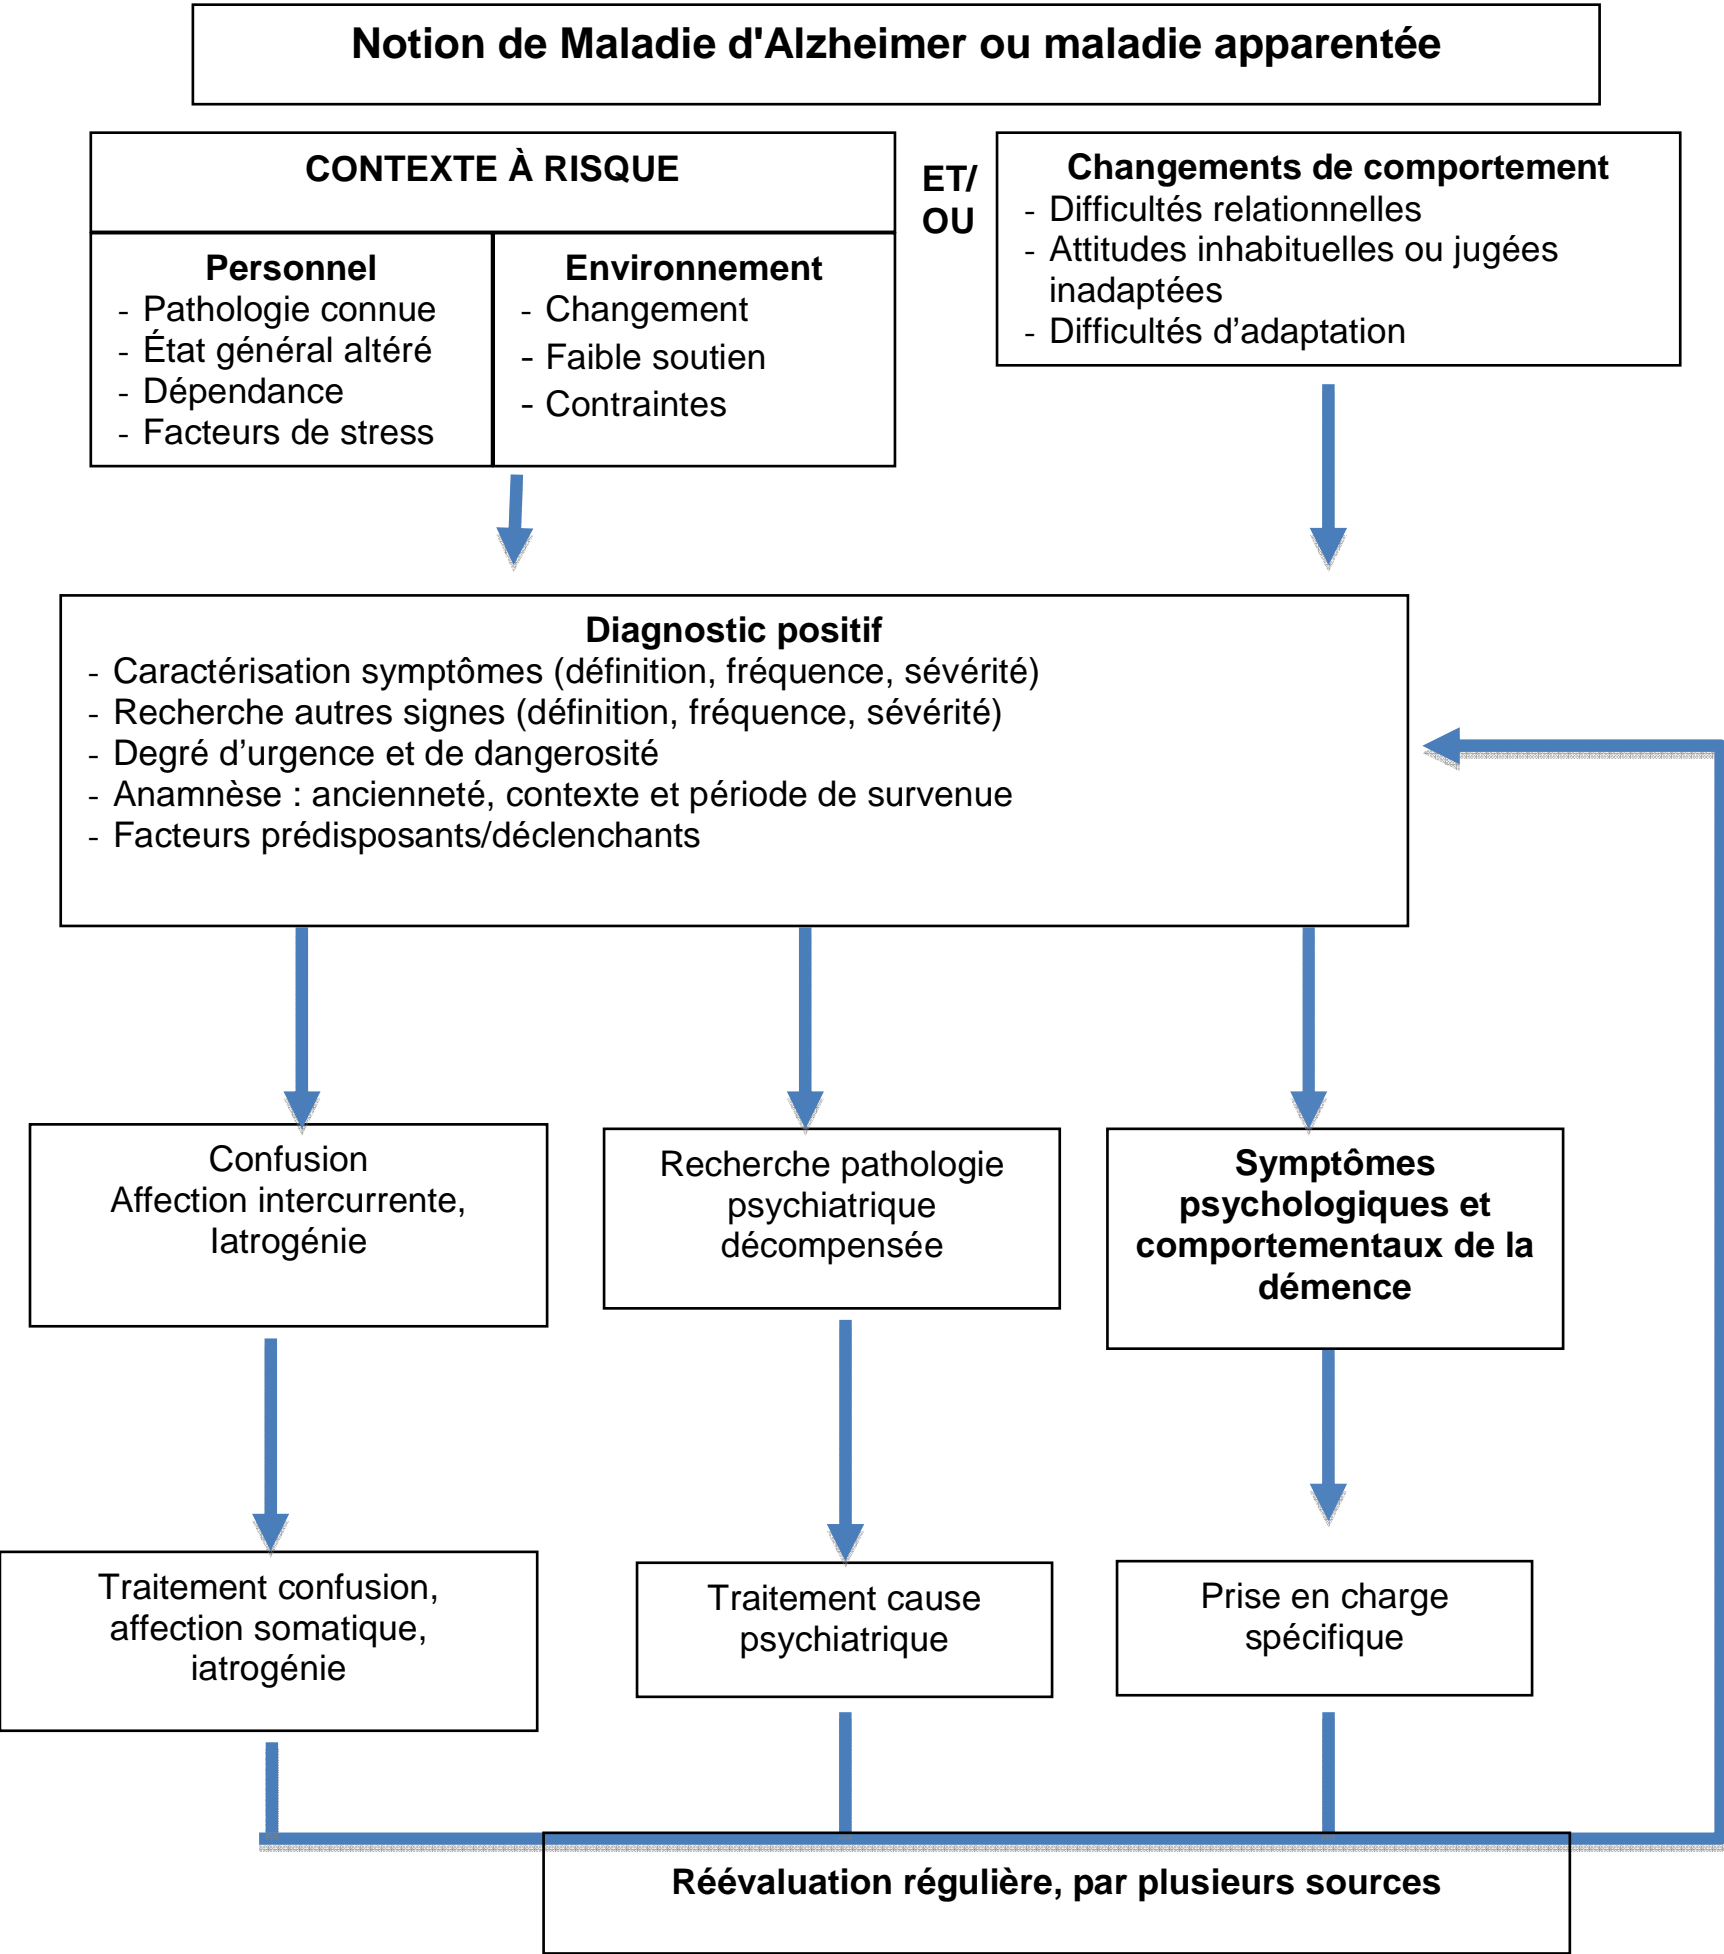 Notion de Maladie d'Alzheimer ou maladie apparentée
CONTEXTE À RISQUE
Personnel
- Pathologie connue
- État général altéré
- Dépendance
- Facteurs de stress
Environnement
- Changement
- Faible soutien
- Contraintes
ET/
OU
Changements de comportement
- Difficultés relationnelles
- Attitudes inhabituelles ou jugées
inadaptées
- Difficultés d’adaptation
Diagnostic positif
- Caractérisation symptômes (définition, fréquence, sévérité)
- Recherche autres signes (définition, fréquence, sévérité)
- Degré d’urgence et de dangerosité
- Anamnèse : ancienneté, contexte et période de survenue
- Facteurs prédisposants/déclenchants
Confusion
Affection intercurrente,
Iatrogénie
Recherche pathologie
psychiatrique
décompensée
Symptômes
psychologiques et
comportementaux de la
démence
Traitement confusion,
affection somatique,
iatrogénie
Traitement cause
psychiatrique
Prise en charge
spécifique
Réévaluation régulière, par plusieurs sources